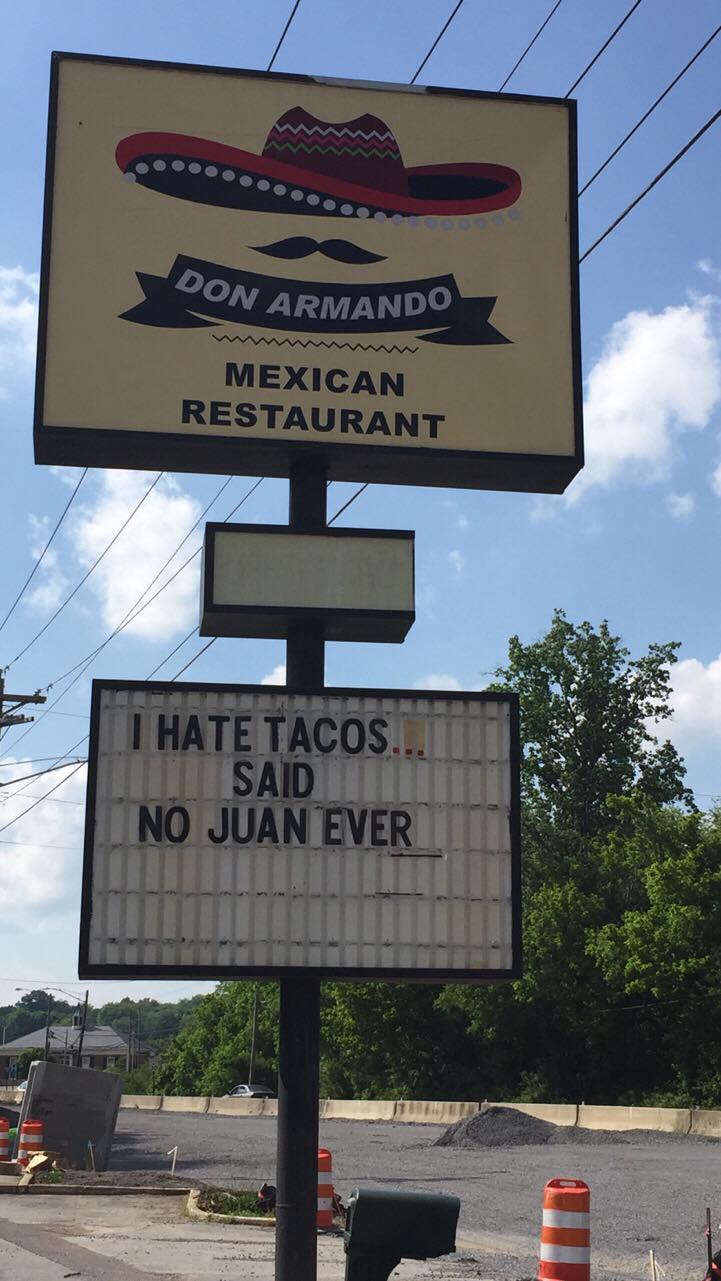 DON ARMANDO
MEXICAN
RESTAURANT
I HATE TACOS...
SAID
NO JUAN EVER